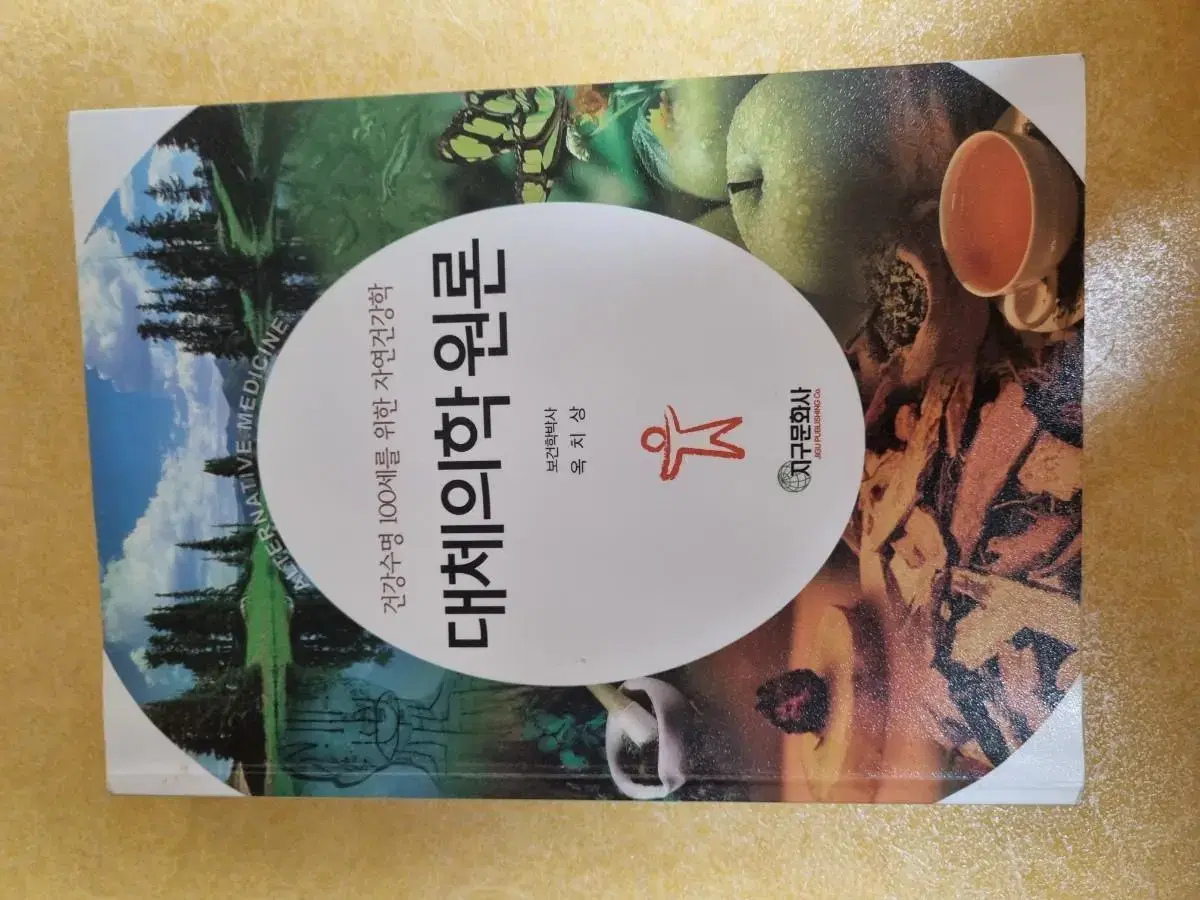 ALTERNATIVE MEDICINE
건강수명 100세를 위한 자연건강학
대체의학 원론
보건학박사
옥치상
지구문화사
JIGU PUBLISHING Co.